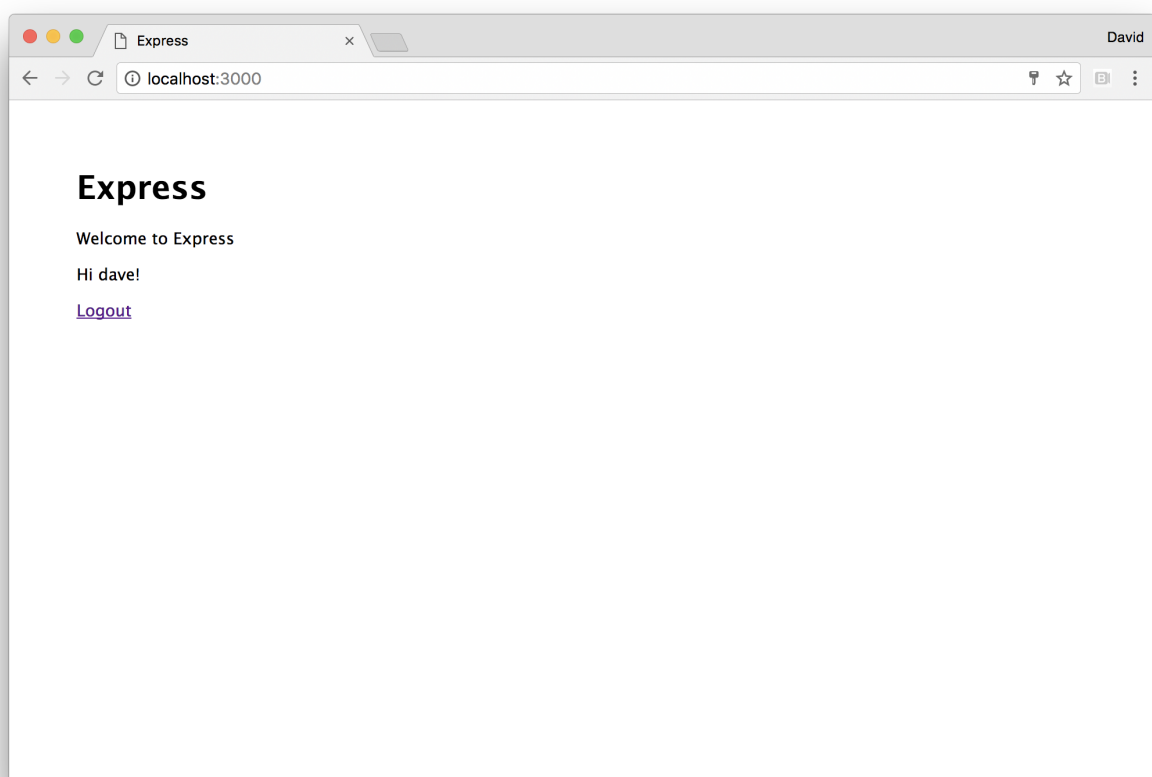 Express
David
localhost:3000
Express
Welcome to Express
Hi dave!
Logout